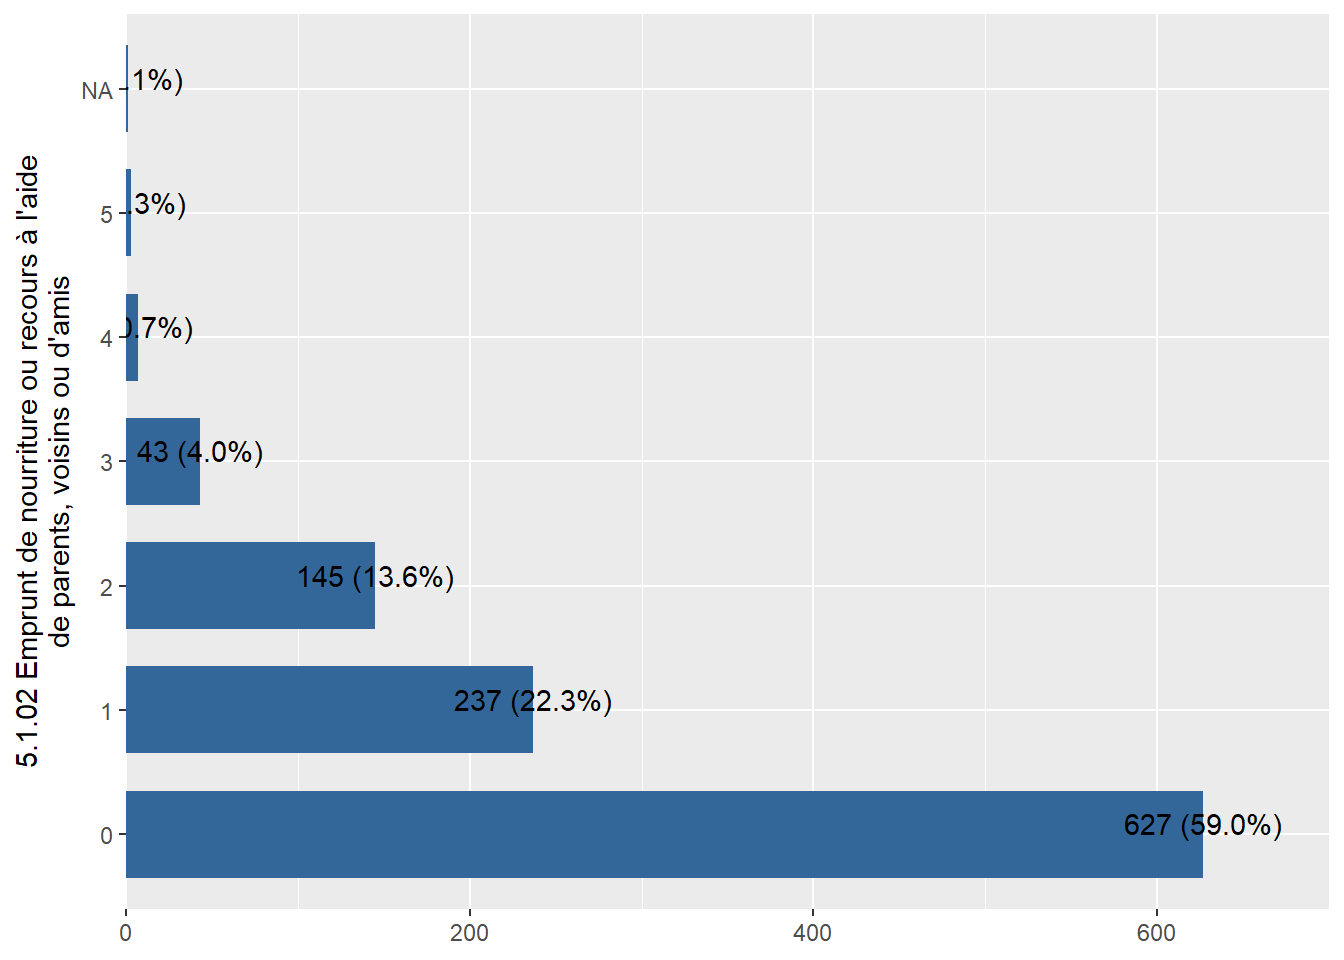 5.1.02 Emprunt de nourriture ou recours à l'aide
de parents, voisins ou d'amis
NA 1%)
5 .3%)
4 0.7%)
3 43 (4.0%)
2 145 (13.6%)
1 237 (22.3%)
0 627 (59.0%)
0 200 400 600